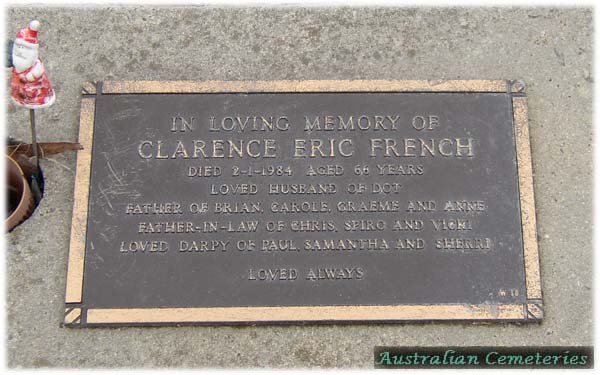 IN LOVING MEMORY OF
CLARENCE ERIC FRENCH
DIED 2-1-1984 AGED 66 YEARS
LOVED HUSBAND OF DOT
FATHER OF BRIAN, CAROLE, GRAEME AND ANNE
FATHER-IN-LAW OF CHRIS, SPIRO AND VICKI
LOVED DARPY OF PAUL, SAMANTHA AND SHERRI
LOVED ALWAYS
Australian Cemeteries